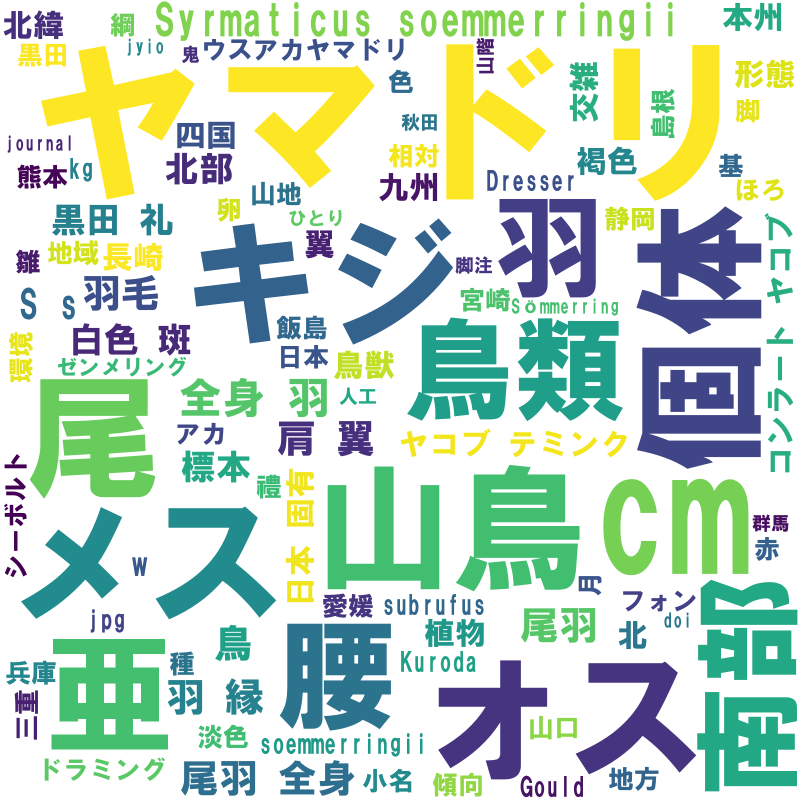 北緯
綱
Syrmaticus soemmerringii
本州
黒田
jyio
鬼
ウスアカヤマドリ
山階
ヤマドリ
色
交雑
形態
島根
脚
journal
熊本
kg
四国
北部
秋田
相対
九州
Dresser
褐色
基
ほろ
黒田 礼
卵
山地
ひとり
羽
静岡
個体
雛
地域
長崎
翼
キジ
脚注
ヤコブ
S s
羽毛
宮崎
Sömmerring
環境
白色 斑
飯島
日本
鳥獣
鳥類
コンラート
ゼンメリング
尾
全身 羽
人工
アカ
肩 翼
ヤコブ テミンク
シーボルト
標本
禮
日本 固有
山鳥
cm
群馬
赤
メス
w
月
jpg
愛媛
subrufus
植物
尾羽
フォン
doi
北
南部
亜
鳥
種
兵庫
三重
羽 縁
腰
Kuroda
オス
淡色
soemmerringii
山口
ドラミング
尾羽 全身
小名
傾向
Gould
地方